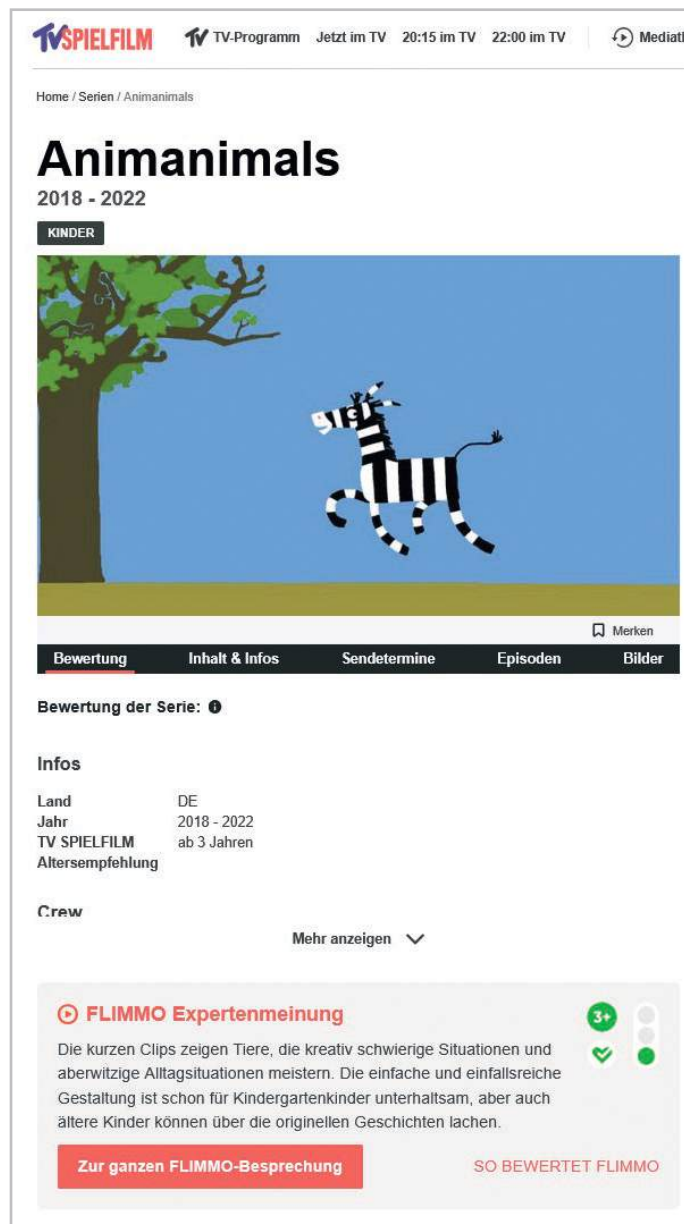 TVSPIELFILM TV TV-Programm Jetzt im TV 20:15 im TV 22:00 im TV Mediath
Home / Serien / Animanimals
Animanimals
2018 - 2022
KINDER
Merken
Bewertung Inhalt & Infos Sendetermine Episoden Bilder
Bewertung der Serie:
Infos
Land DE
Jahr 2018 - 2022
TV SPIELFILM ab 3 Jahren
Altersempfehlung
Crew
Mehr anzeigen
FLIMMO Expertenmeinung 3+
Die kurzen Clips zeigen Tiere, die kreativ schwierige Situationen und
aberwitzige Alltagsituationen meistern. Die einfache und einfallsreiche
Gestaltung ist schon für Kindergartenkinder unterhaltsam, aber auch
ältere Kinder können über die originellen Geschichten lachen.
Zur ganzen FLIMMO-Besprechung SO BEWERTET FLIMMO